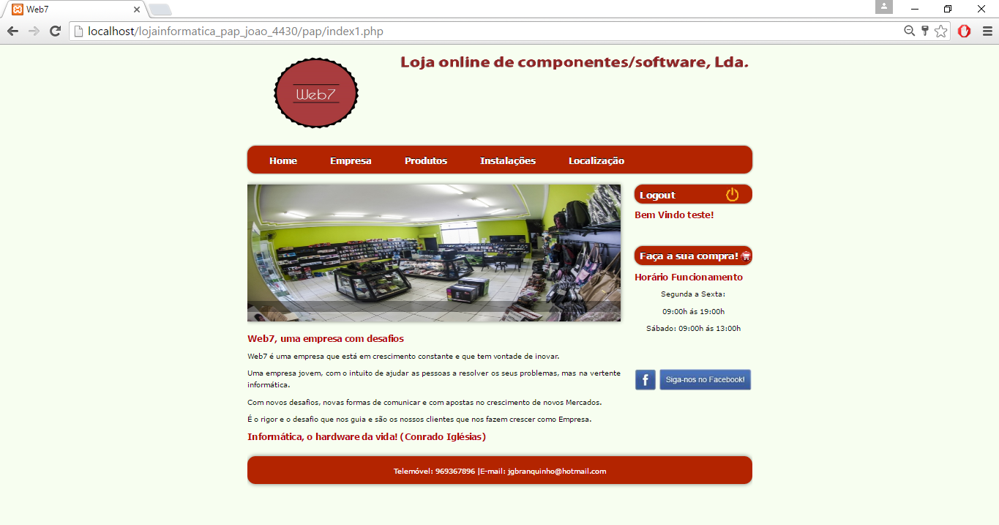 Web7
localhost/lojainformatica_pap_joao_4430/pap/index1.php
Web7
Loja online de componentes/software, Lda.
Home Empresa Produtos Instalações Localização
Logout
Bem Vindo teste!
Faça a sua compra!
Horário Funcionamento
Segunda a Sexta:
09:00h ás 19:00h
Sábado: 09:00h ás 13:00h
f Siga-nos no Facebook!
Web7, uma empresa com desafios
Web7 é uma empresa que está em crescimento constante e que tem vontade de inovar.
Uma empresa jovem, com o intuito de ajudar as pessoas a resolver os seus problemas, mas na vertente
informática.
Com novos desafios, novas formas de comunicar e com apostas no crescimento de novos Mercados.
É o rigor e o desafio que nos guia e são os nossos clientes que nos fazem crescer como Empresa.
Informática, o hardware da vida! (Conrado Iglésias)
Telemóvel: 969367896 |E-mail: jgbranquinho@hotmail.com